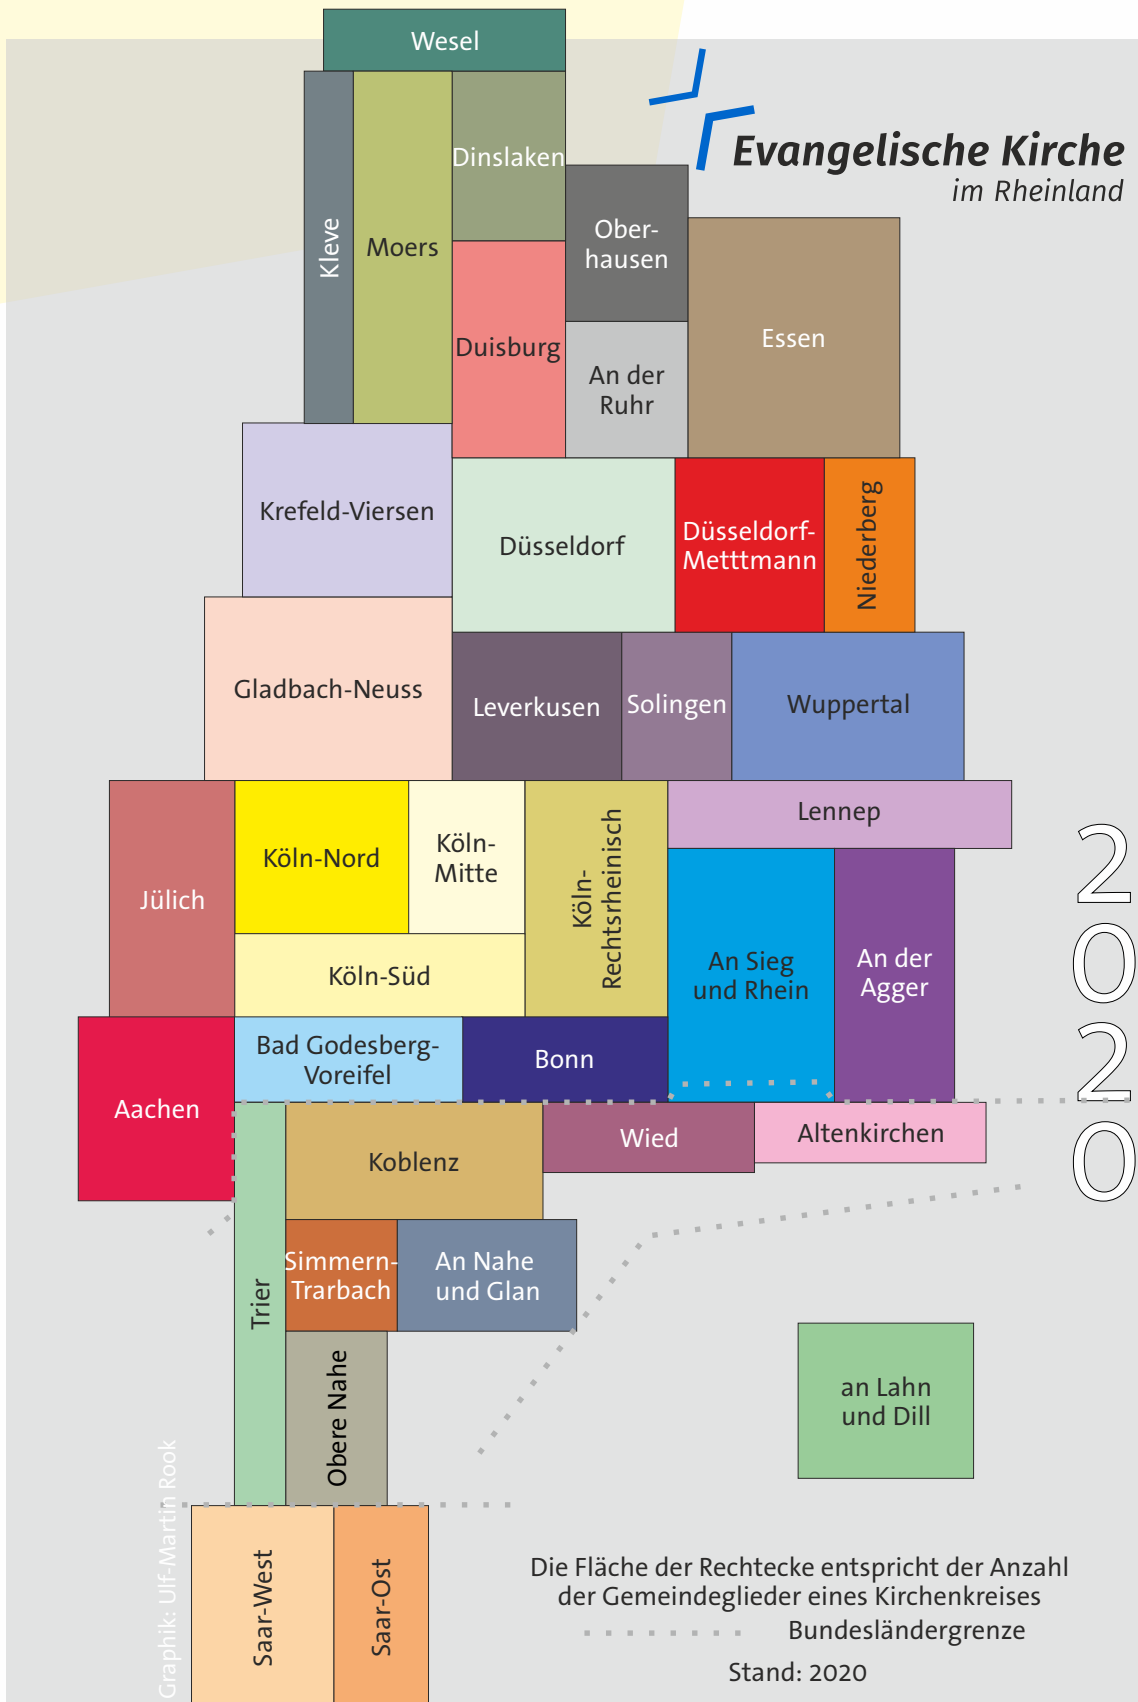 Wesel
Evangelische Kirche
im Rheinland
Kleve
Moers
Dinslaken
Ober-
hausen
Essen
Duisburg
An der
Ruhr
Krefeld-Viersen
Düsseldorf
Düsseldorf-
Metttmann
Niederberg
Gladbach-Neuss
Leverkusen
Solingen
Wuppertal
Jülich
Köln-Nord
Köln-
Mitte
Köln-
Rechtsrheinisch
Lennep
Köln-Süd
An Sieg
und Rhein
An der
Agger
2
0
2
0
Aachen
Bad Godesberg-
Voreifel
Bonn
Trier
Koblenz
Wied
Altenkirchen
Simmern-
Trarbach
An Nahe
und Glan
Obere Nahe
an Lahn
und Dill
Saar-West
Saar-Ost
Graphik: Ulf-Martin Rook
Die Fläche der Rechtecke entspricht der Anzahl
der Gemeindeglieder eines Kirchenkreises
Bundesländergrenze
Stand: 2020